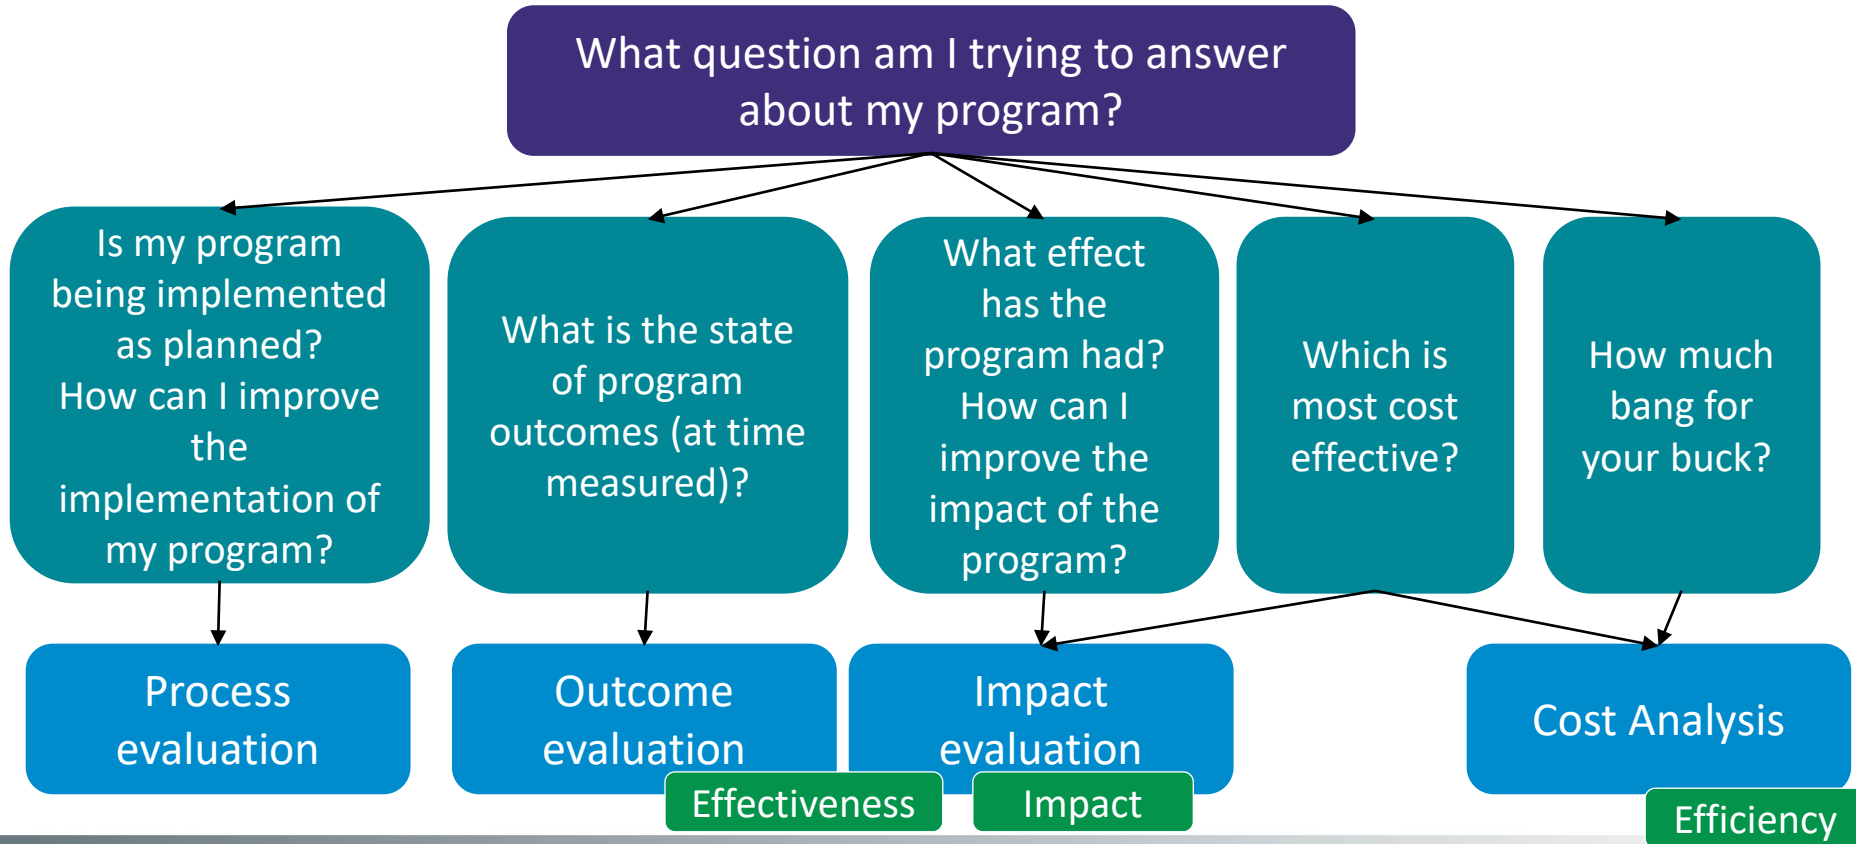 What question am I trying to answer
about my program?
Is my program
being implemented
as planned?
How can I improve
the
implementation of
my program?
What is the state
of program
outcomes (at time
measured)?
What effect
has the
program had?
How can I
improve the
impact of the
program?
Which is
most cost
effective?
How much
bang for
your buck?
Process
evaluation
Outcome
evaluation
Impact
evaluation
Cost Analysis
Effectiveness
Impact
Efficiency